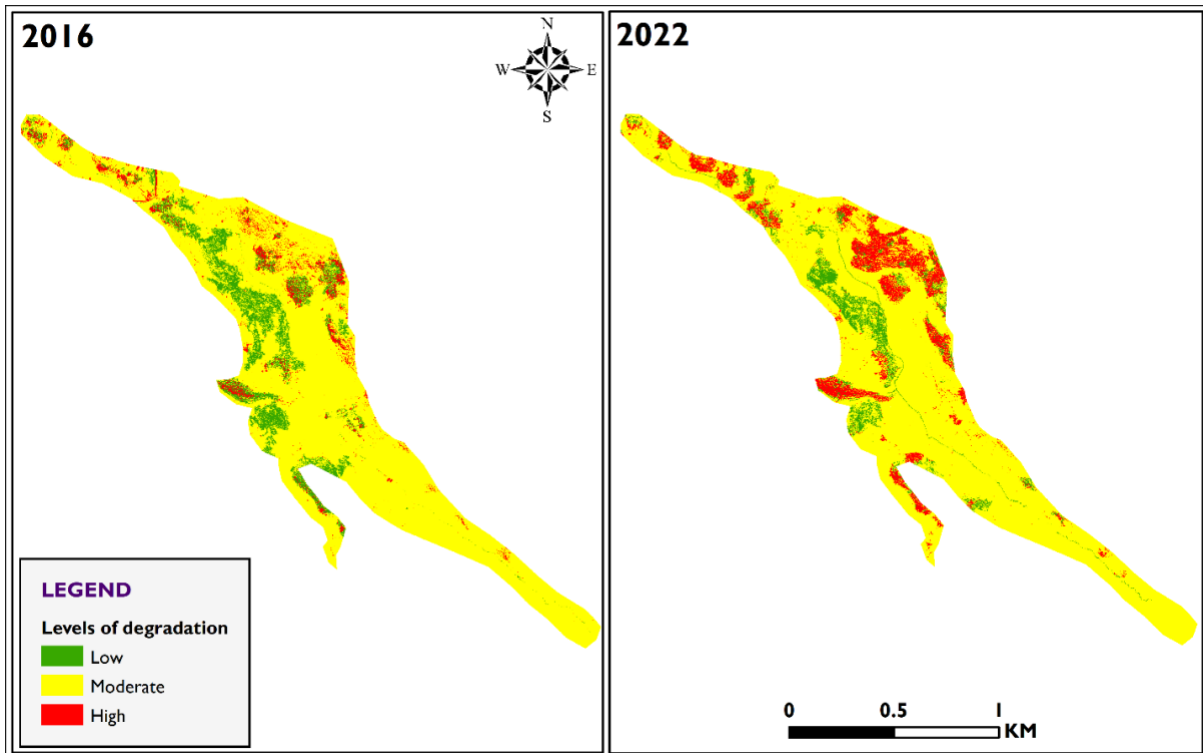 2016
N
W E
S
2022
LEGEND
Levels of degradation
Low
Moderate
High
0 0.5 1
KM